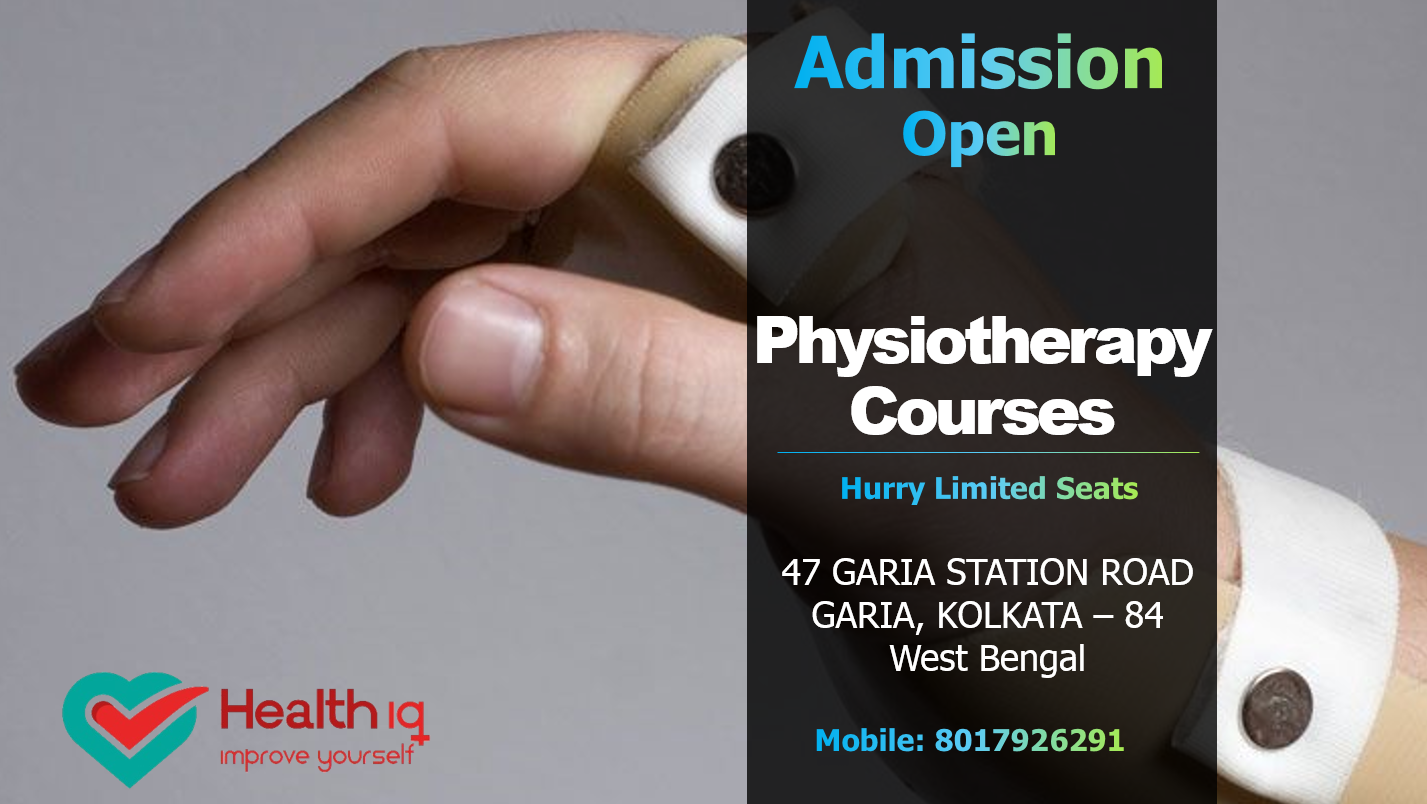 Admission
Open
Physiotherapy
Courses
Hurry Limited Seats
47 GARIA STATION ROAD
GARIA, KOLKATA – 84
West Bengal
Mobile: 8017926291
Health iq
improve yourself